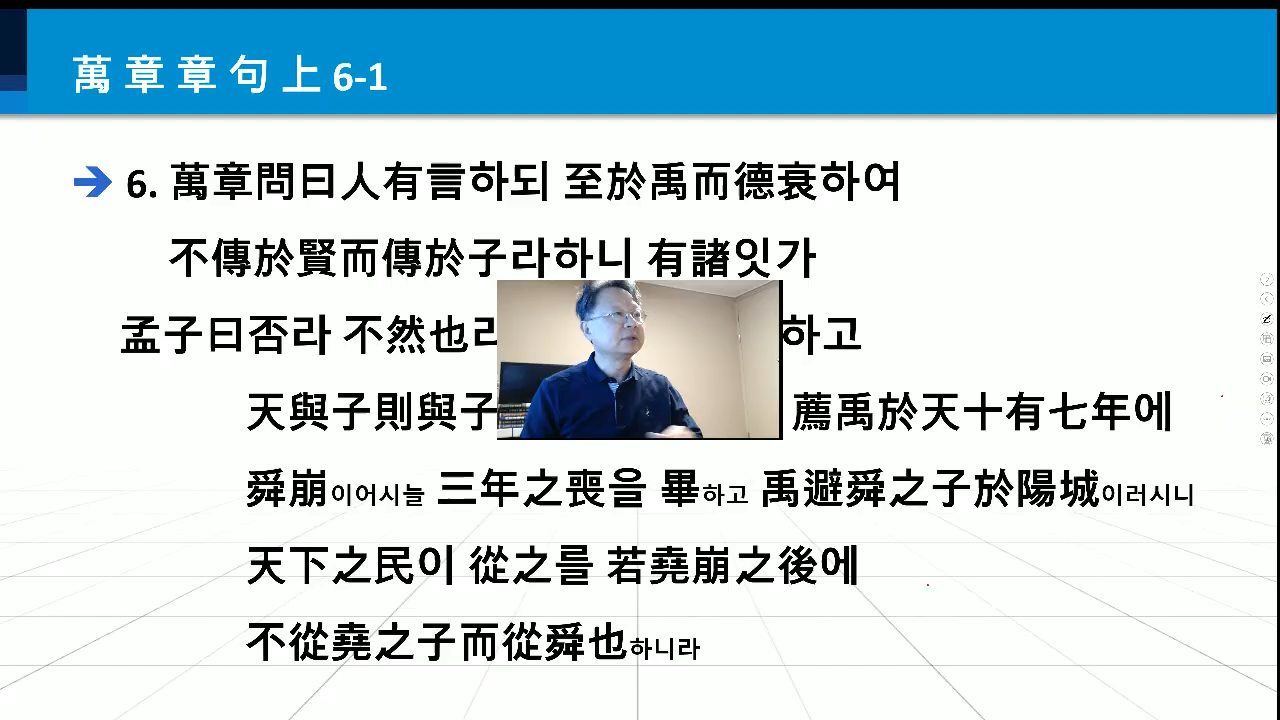 萬章章句上 6-1
6. 萬章問曰人有言하되 至於禹而德衰하여
不傳於賢而傳於子라하니 有諸잇가
孟子曰否라 不然也라 하고
天與子則與子 薦禹於天十有七年에
舜崩이어시늘 三年之喪을 畢하고 禹避舜之子於陽城이러시니
天下之民이 從之를 若堯崩之後에
不從堯之子而從舜也하니라